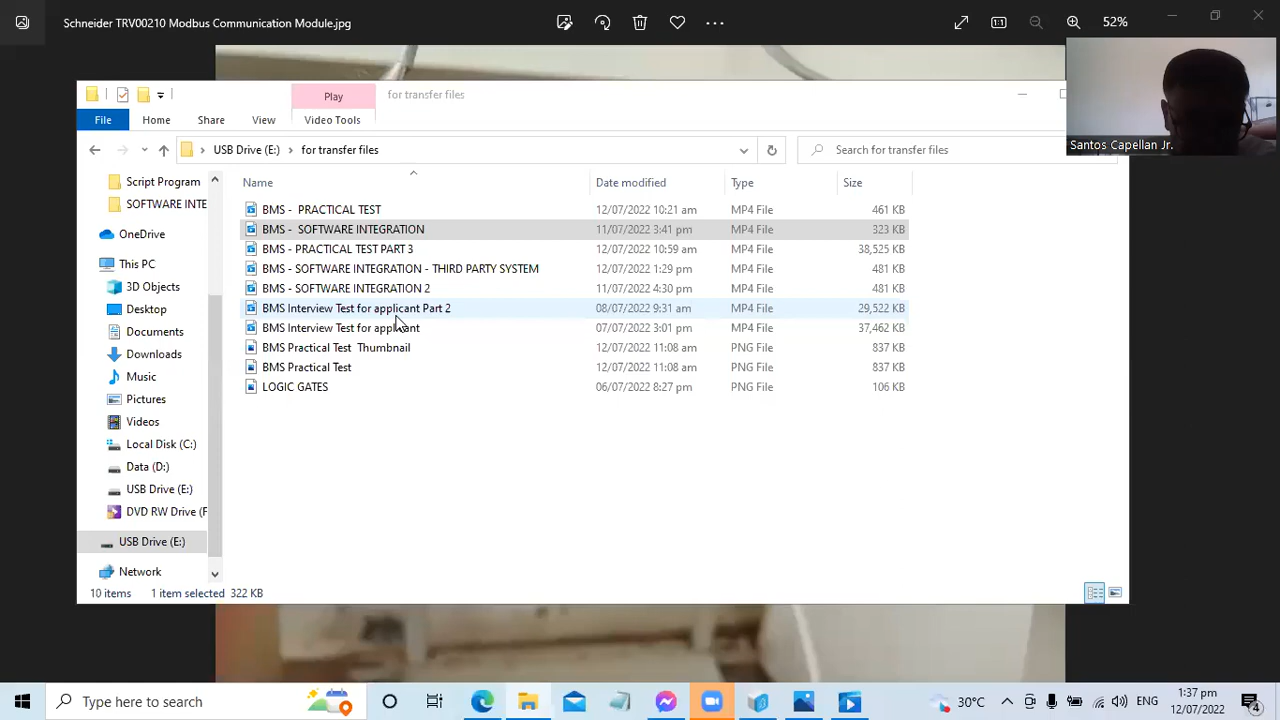 Schneider TRV00210 Modbus Communication Module.jpg
52%
Santos Capellan Jr.
Play
for transfer files
File
Home
Share
View
Video Tools
USB Drive (E:)
for transfer files
Search for transfer files
Script Program
SOFTWARE INTE
OneDrive
This PC
3D Objects
Desktop
Documents
Downloads
Music
Pictures
Videos
Local Disk (C:)
Data (D:)
USB Drive (E:)
DVD RW Drive (F
USB Drive (E:)
Network
Name Date modified Type Size
BMS -  PRACTICAL TEST 12/07/2022 10:21 am MP4 File 461 KB
BMS -  SOFTWARE INTEGRATION 11/07/2022 3:41 pm MP4 File 323 KB
BMS - PRACTICAL TEST PART 3 12/07/2022 10:59 am MP4 File 38,525 KB
BMS - SOFTWARE INTEGRATION - THIRD PARTY SYSTEM 12/07/2022 1:29 pm MP4 File 481 KB
BMS - SOFTWARE INTEGRATION 2 11/07/2022 4:30 pm MP4 File 481 KB
BMS Interview Test for applicant Part 2 08/07/2022 9:31 am MP4 File 29,522 KB
BMS Interview Test for applicant 07/07/2022 3:01 pm MP4 File 37,462 KB
BMS Practical Test  Thumbnail 12/07/2022 11:08 am PNG File 837 KB
BMS Practical Test 12/07/2022 11:08 am PNG File 837 KB
LOGIC GATES 06/07/2022 8:27 pm PNG File 106 KB
10 items 1 item selected 322 KB
Type here to search
30°C
ENG
1:37 pm
12/07/2022
4